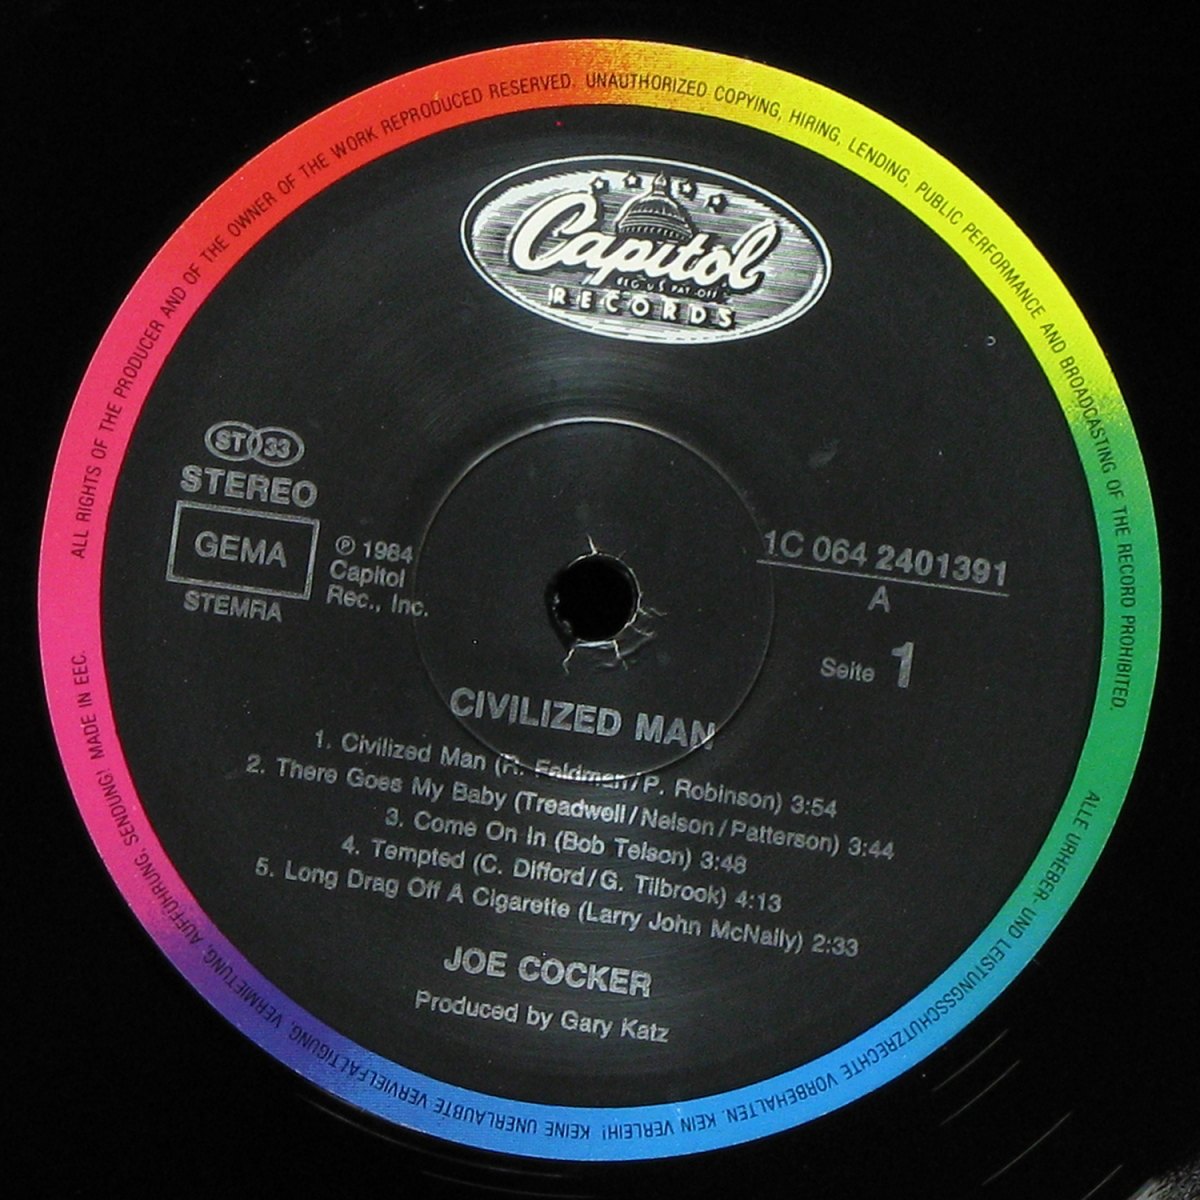 ALL RIGHTS OF THE PRODUCER AND OF THE OWNER OF THE WORK REPRODUCED RESERVED. UNAUTHORIZED COPYING, HIRING, LENDING, PUBLIC PERFORMANCE AND BROADCASTING OF THE RECORD PROHIBITED.
Capitol
REG. U.S. PAT. OFF.
RECORDS
ST 33
STEREO
GEMA
STEMRA
℗ 1984
Capitol
Rec., Inc.
1C 064 2401391
A
Seite 1
CIVILIZED MAN
1. Civilized Man (R. Feldman/P. Robinson) 3:54
2. There Goes My Baby (Treadwell/Nelson/Patterson) 3:44
3. Come On In (Bob Telson) 3:48
4. Tempted (C. Difford/G. Tilbrook) 4:13
5. Long Drag Off A Cigarette (Larry John McNally) 2:33
JOE COCKER
Produced by Gary Katz
ALLE URHEBER- UND LEISTUNGSSCHUTZRECHTE VORBEHALTEN. KEIN VERLEIH! KEINE UNERLAUBTE VERVIELFÄLTIGUNG, VERMIETUNG, AUFFÜHRUNG, SENDUNG! MADE IN EEC.